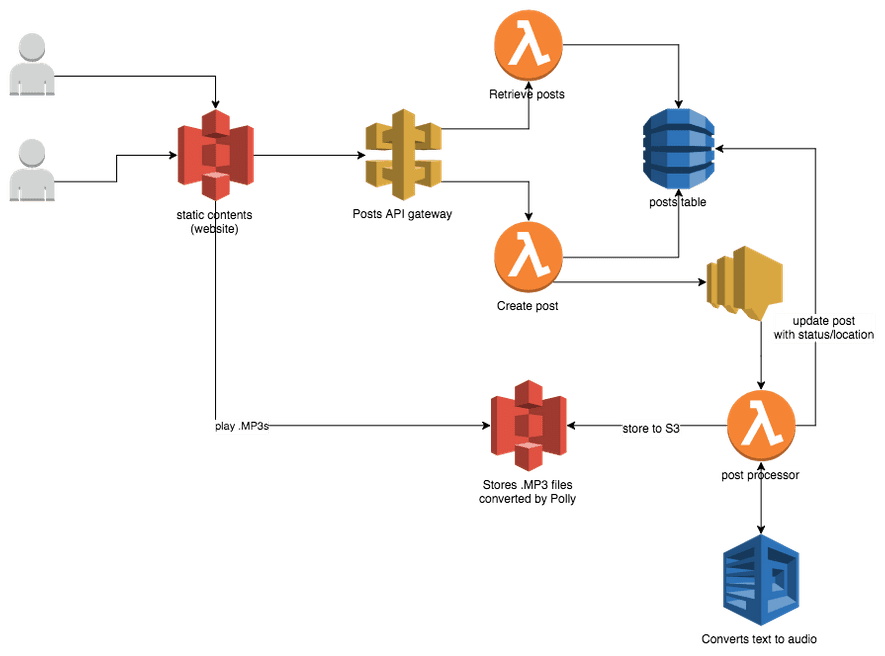 Retrieve posts
static contents
(website)
Posts API gateway
posts table
Create post
update post
with status/location
play .MP3s
store to S3
Stores .MP3 files
converted by Polly
post processor
Converts text to audio